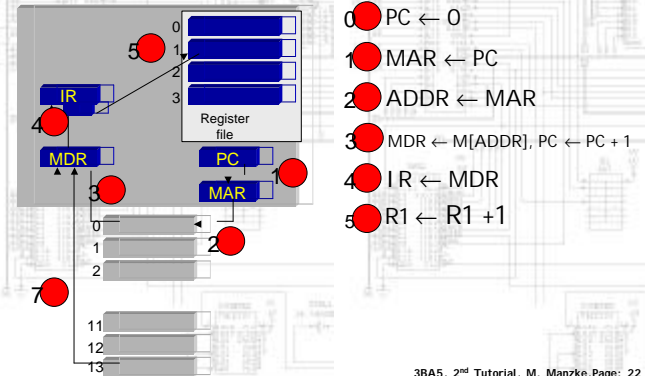 0
1
2
3
Register
file
5
IR
4
MDR
PC
1
MAR
3
0
2
1
2
7
11
12
13
0 PC ← 0
1 MAR ← PC
2 ADDR ← MAR
3 MDR ← M[ADDR], PC ← PC + 1
4 IR ← MDR
5 R1 ← R1 +1
3BA5, 2nd Tutorial, M. Manzke,Page: 22